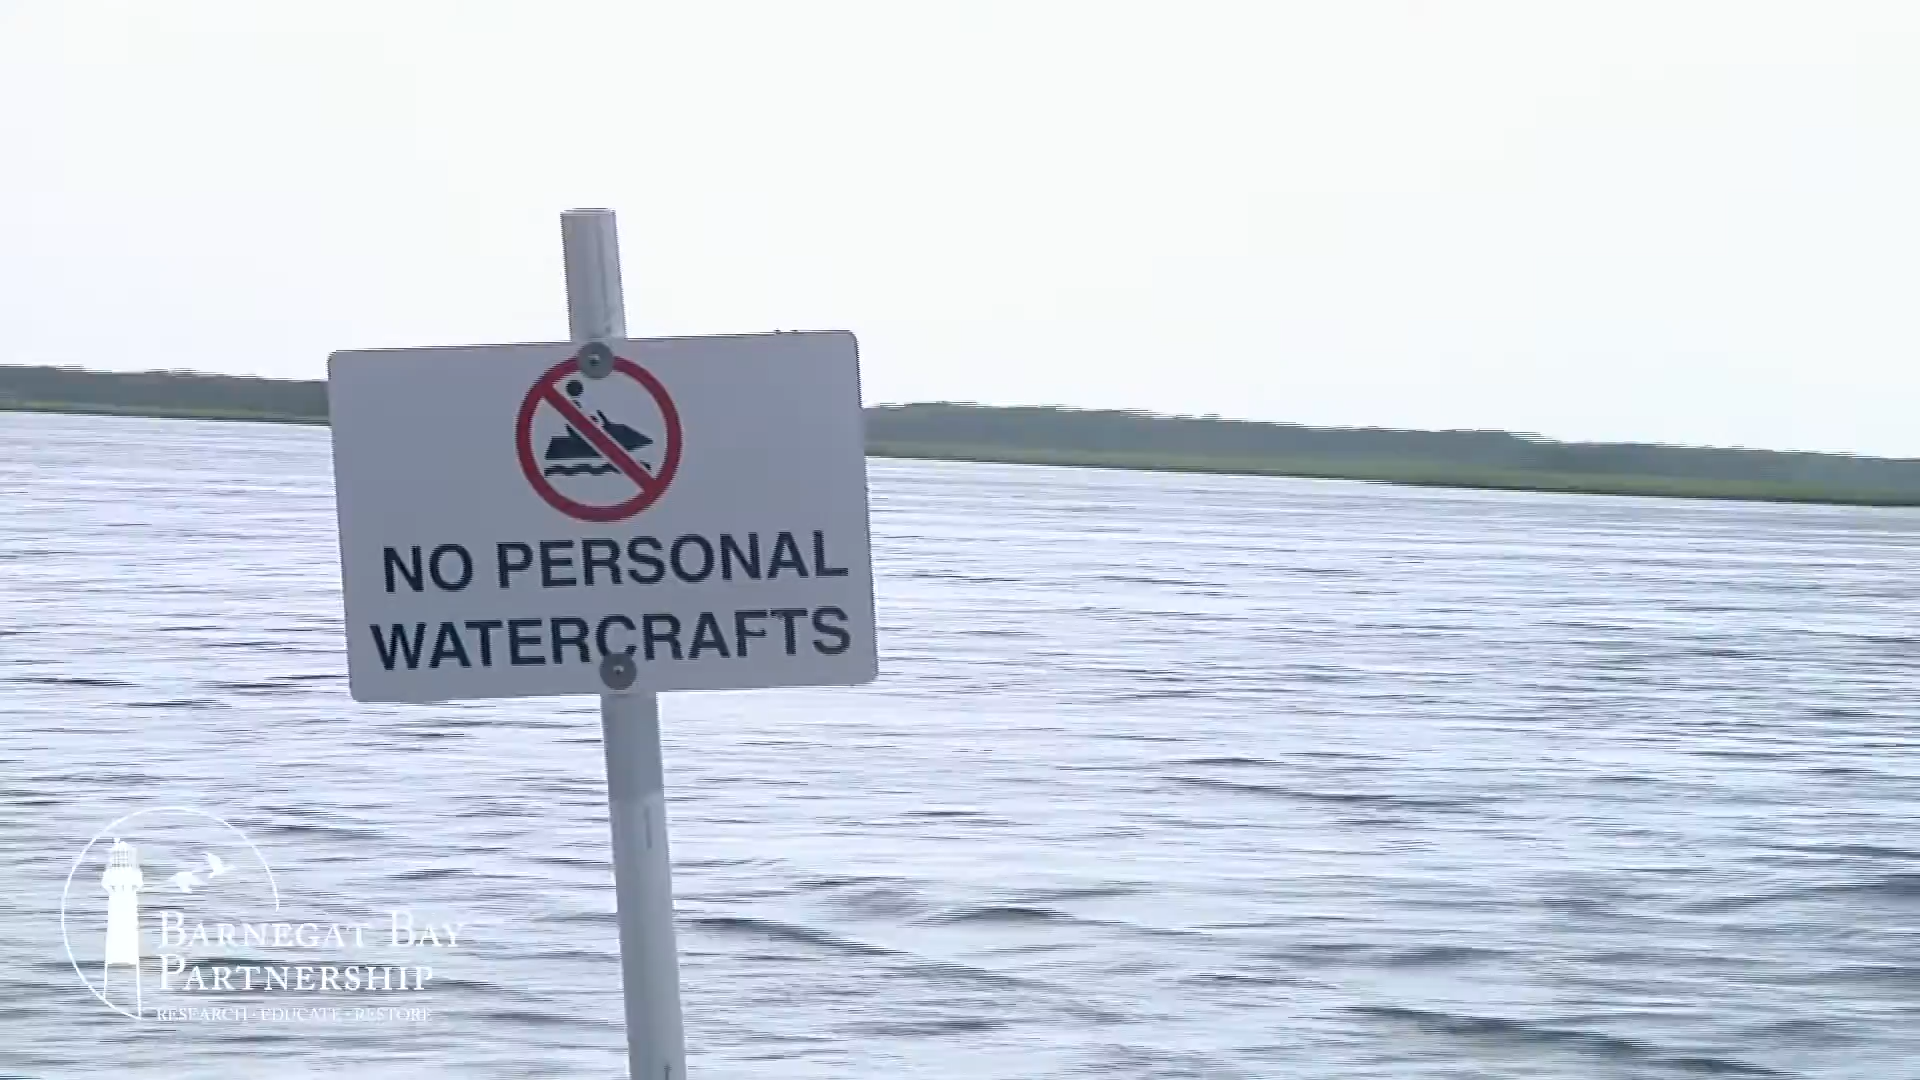 NO PERSONAL
WATERCRAFTS
BARNEGAT BAY
PARTNERSHIP
RESEARCH · EDUCATE · RESTORE